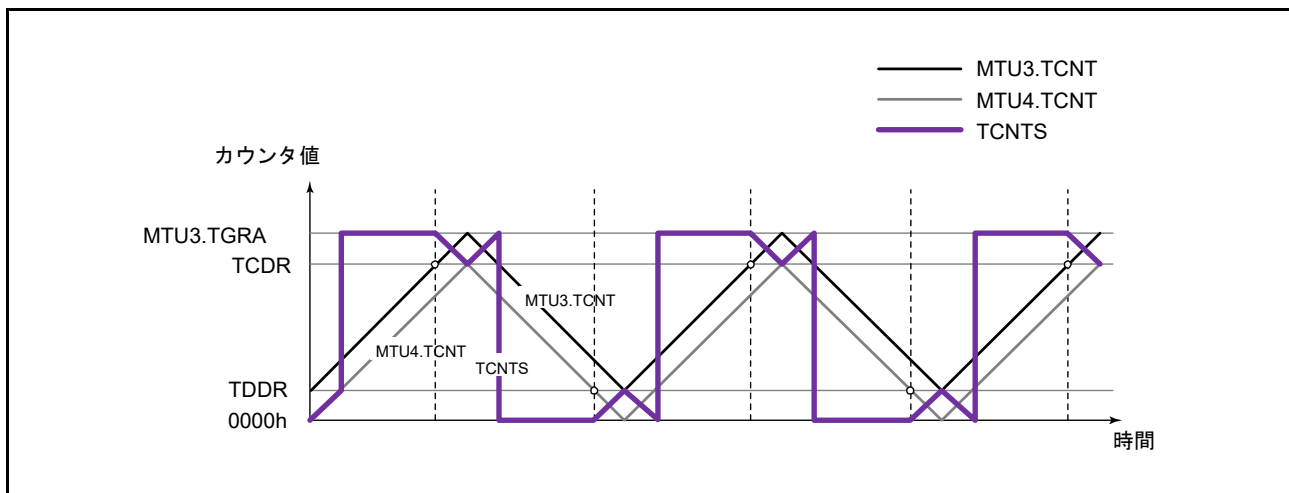 MTU3.TCNT
MTU4.TCNT
TCNTS
カウンタ値
MTU3.TGRA
TCDR
MTU3.TCNT
MTU4.TCNT
TCNTS
TDDR
0000h
時間